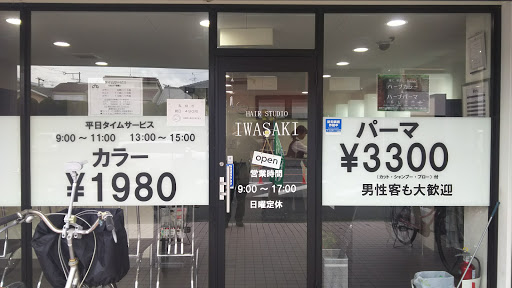 平日タイムサービス
9:00～11:00 13:00～15:00
カラー
¥1980
HAIR STUDIO
IWASAKI
open
営業時間
9:00～17:00
日曜定休
パーマ
¥3300
(カット・シャンプー・ブロー)付
男性客も大歓迎